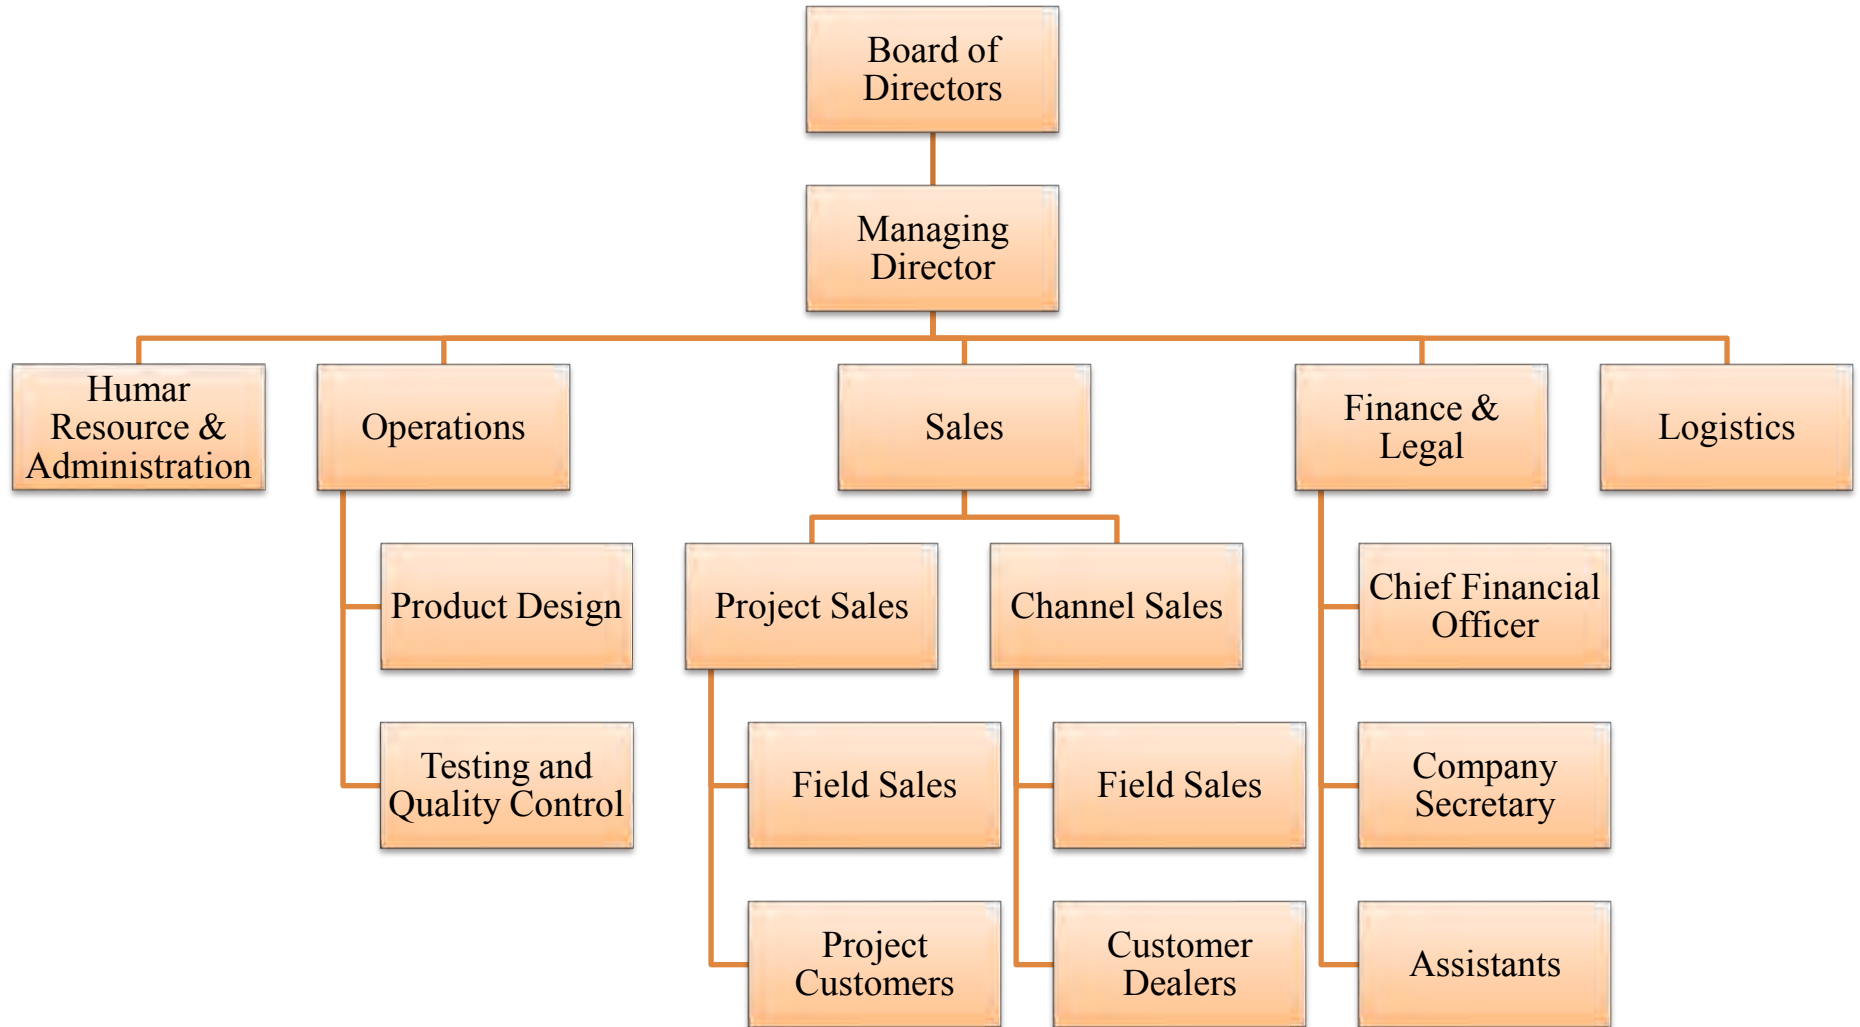 Board of
Directors
Managing
Director
Humar
Resource &
Administration
Operations
Sales
Finance &
Legal
Logistics
Product Design
Project Sales
Channel Sales
Chief Financial
Officer
Testing and
Quality Control
Field Sales
Field Sales
Company
Secretary
Project
Customers
Customer
Dealers
Assistants